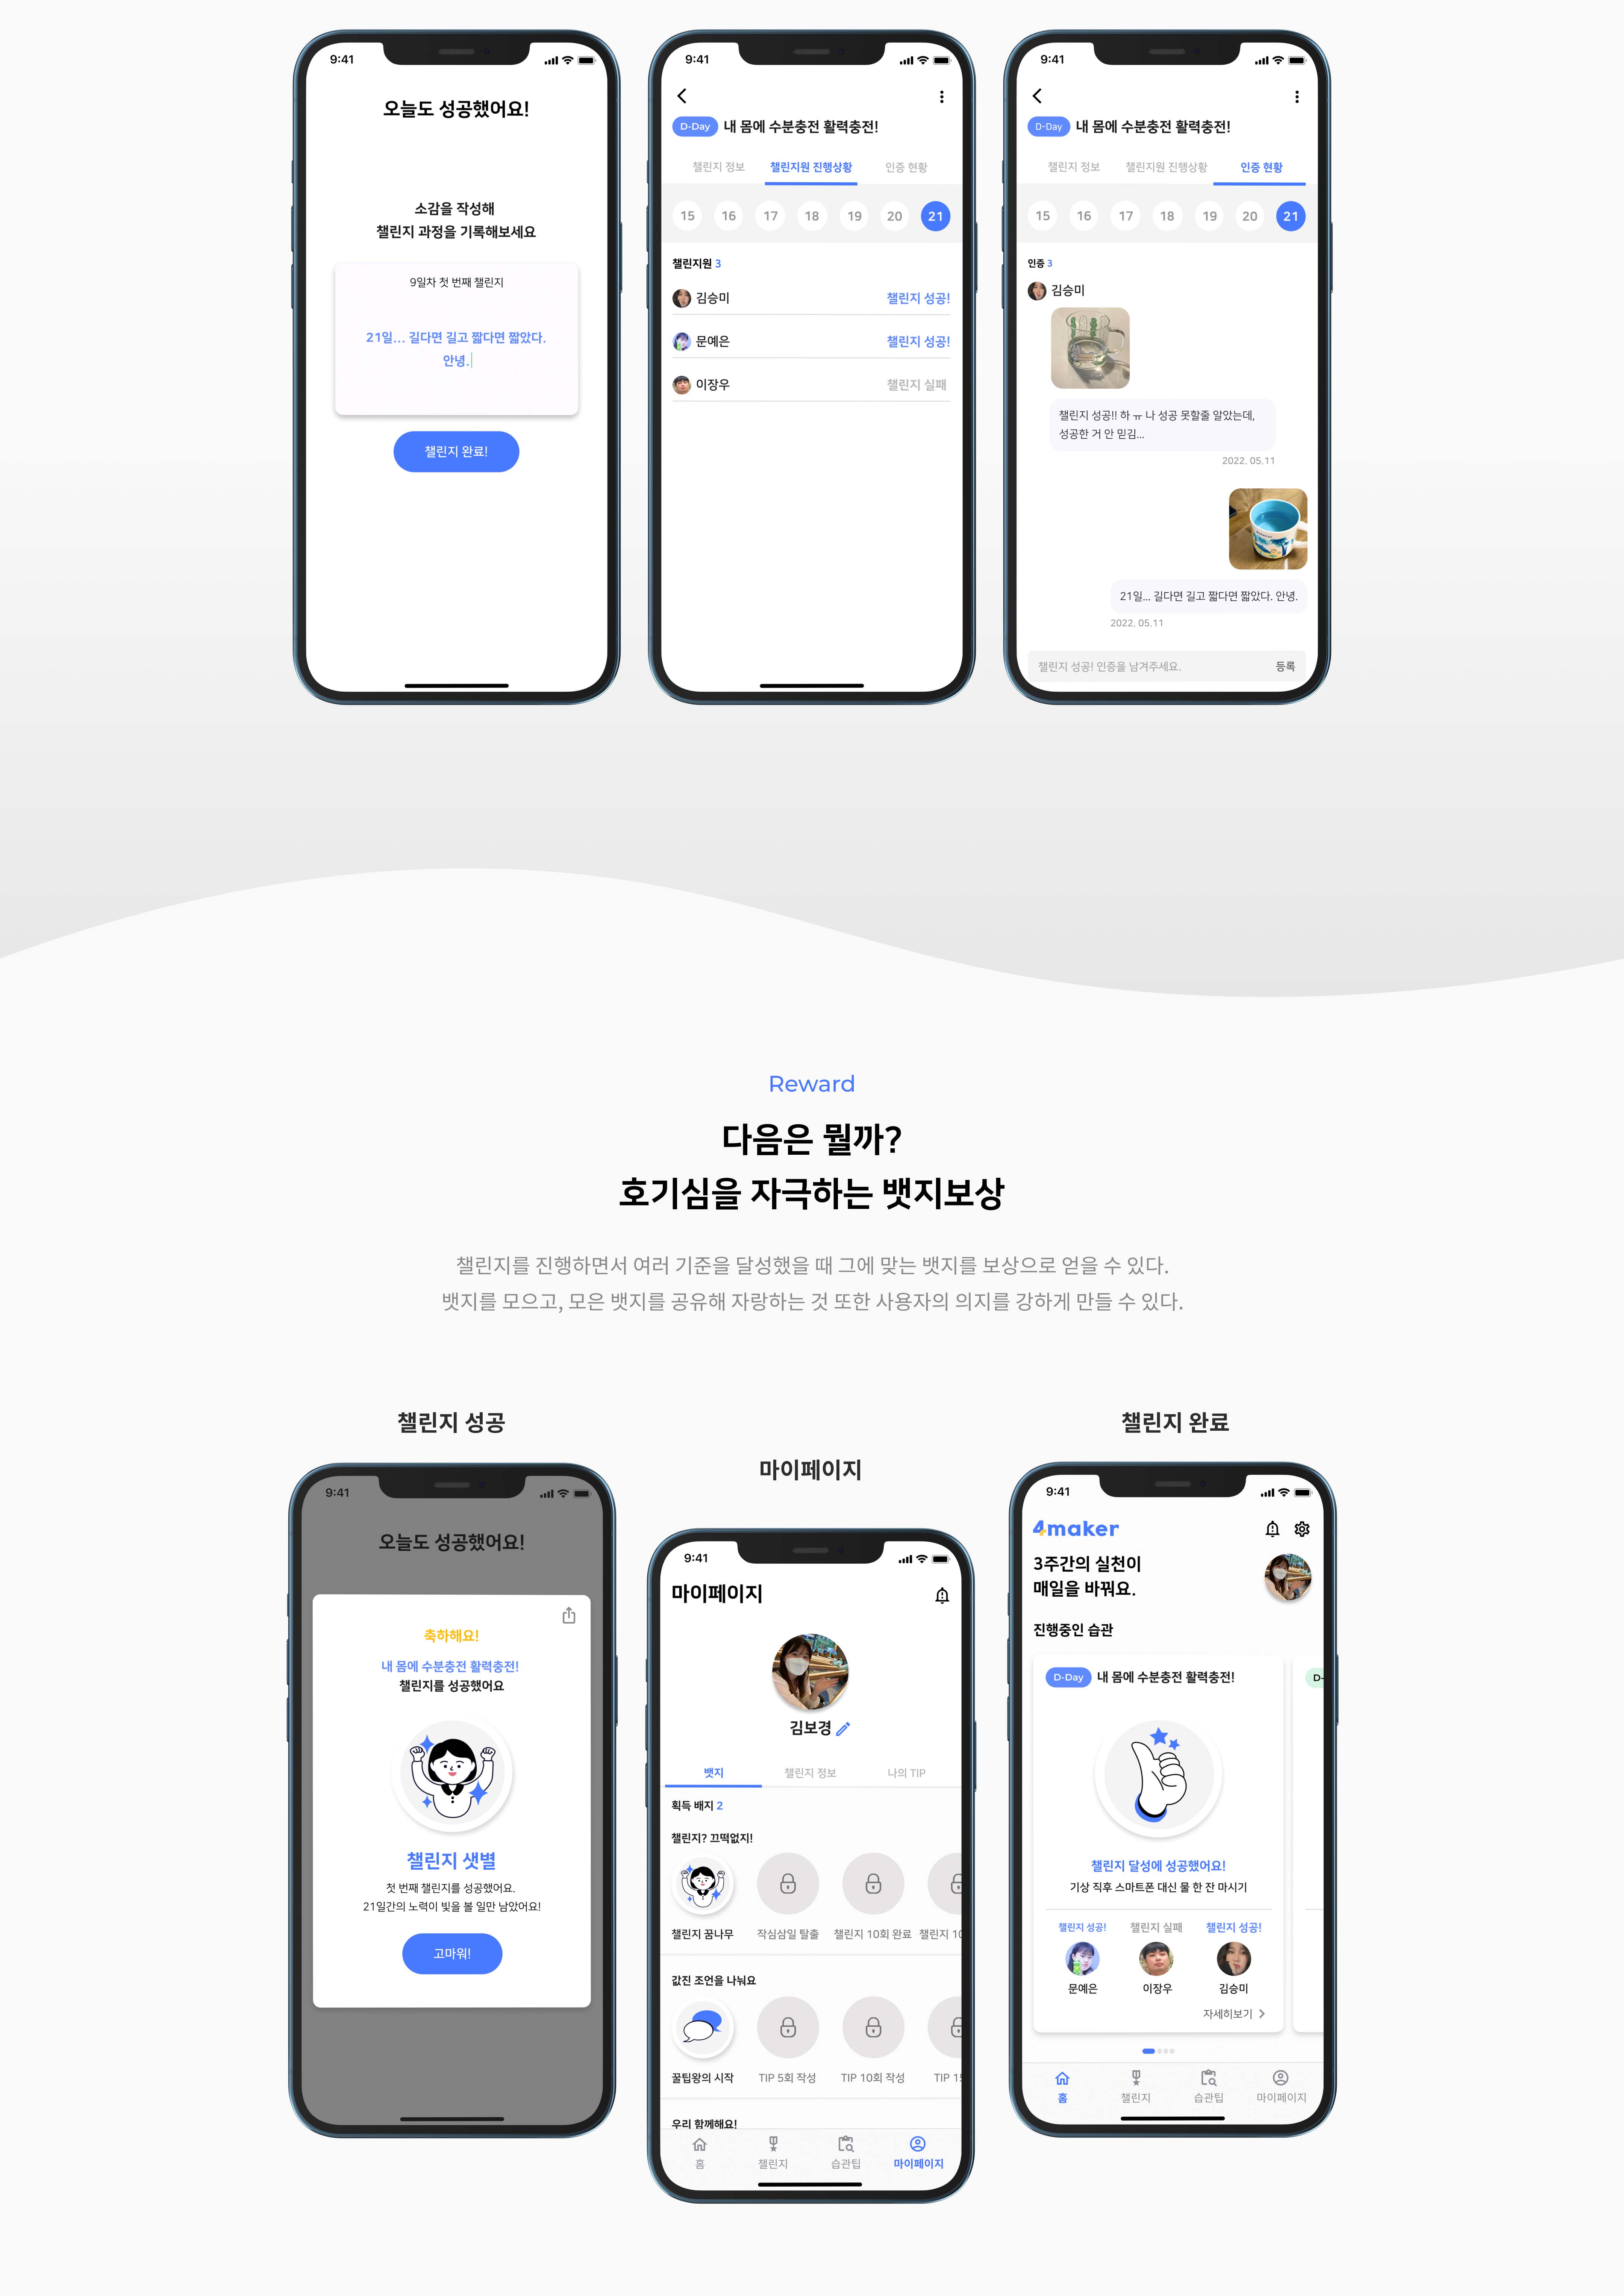 9:41
오늘도 성공했어요!
소감을 작성해
챌린지 과정을 기록해보세요
9일차 첫 번째 챌린지
21일... 길다면 길고 짧다면 짧았다.
안녕.
챌린지 완료!
9:41
D-Day 내 몸에 수분충전 활력충전!
챌린지 정보 챌린지원 진행상황 인증 현황
15 16 17 18 19 20 21
챌린지원 3
김승미 챌린지 성공!
문예은 챌린지 성공!
이장우 챌린지 실패
9:41
D-Day 내 몸에 수분충전 활력충전!
챌린지 정보 챌린지원 진행상황 인증 현황
15 16 17 18 19 20 21
인증 3
김승미
챌린지 성공!! 하 ㅠ 나 성공 못할줄 알았는데,
성공한 거 안 믿김...
2022. 05.11
21일... 길다면 길고 짧다면 짧았다. 안녕.
2022. 05.11
챌린지 성공! 인증을 남겨주세요. 등록
Reward
다음은 뭘까?
호기심을 자극하는 뱃지보상
챌린지를 진행하면서 여러 기준을 달성했을 때 그에 맞는 뱃지를 보상으로 얻을 수 있다.
뱃지를 모으고, 모은 뱃지를 공유해 자랑하는 것 또한 사용자의 의지를 강하게 만들 수 있다.
챌린지 성공
9:41
오늘도 성공했어요!
축하해요!
내 몸에 수분충전 활력충전!
챌린지를 성공했어요
챌린지 샛별
첫 번째 챌린지를 성공했어요.
21일간의 노력이 빛을 볼 일만 남았어요!
고마워!
마이페이지
9:41
마이페이지
김보경
뱃지 챌린지 정보 나의 TIP
획득 배지 2
챌린지? 끄떡없지!
챌린지 꿈나무 작심삼일 탈출 챌린지 10회 완료 챌린지 10
값진 조언을 나눠요
꿀팁왕의 시작 TIP 5회 작성 TIP 10회 작성 TIP 15
우리 함께해요!
홈 챌린지 습관팁 마이페이지
챌린지 완료
9:41
4maker
3주간의 실천이
매일을 바꿔요.
진행중인 습관
D-Day 내 몸에 수분충전 활력충전! D-
챌린지 달성에 성공했어요!
기상 직후 스마트폰 대신 물 한 잔 마시기
챌린지 성공! 챌린지 실패 챌린지 성공!
문예은 이장우 김승미
자세히보기
홈 챌린지 습관팁 마이페이지